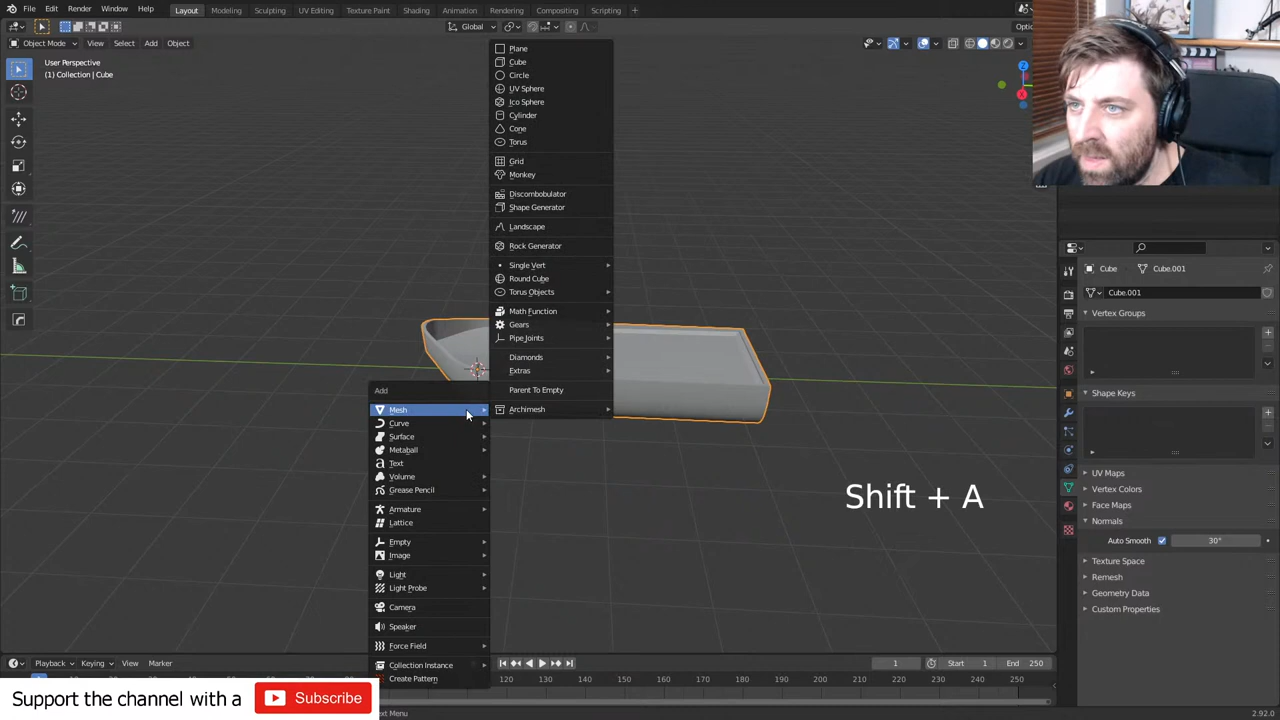 File Edit Render Window Help
Layout Modeling Sculpting UV Editing Texture Paint Shading Animation Rendering Compositing Scripting +
Global
Object Mode View Select Add Object
User Perspective
(1) Collection | Cube
Plane
Cube
Circle
UV Sphere
Ico Sphere
Cylinder
Cone
Torus
Grid
Monkey
Discombobulator
Shape Generator
Landscape
Rock Generator
Single Vert
Round Cube
Torus Objects
Math Function
Gears
Pipe Joints
Diamonds
Extras
Parent To Empty
Archimesh
Add
Mesh
Curve
Surface
Metaball
Text
Volume
Grease Pencil
Armature
Lattice
Empty
Image
Light
Light Probe
Camera
Speaker
Force Field
Collection Instance
Create Pattern
Shift + A
Z
X
Cube Cube.001
Cube.001
Vertex Groups
Shape Keys
UV Maps
Vertex Colors
Face Maps
Normals
Auto Smooth 30°
Texture Space
Remesh
Geometry Data
Custom Properties
Playback Keying View Marker
1 Start 1 End 250
120 130 140 150 160 170 180 190 200 210 220 230 240 250
Support the channel with a Subscribe
2.92.0